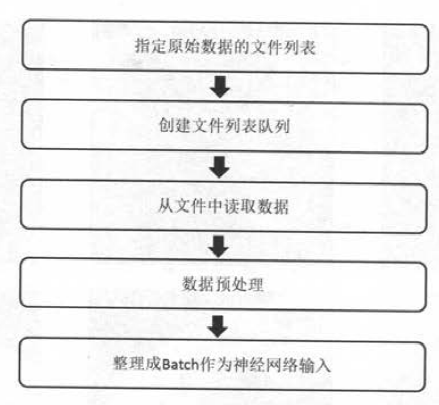 指定原始数据的文件列表
创建文件列表队列
从文件中读取数据
数据预处理
整理成Batch作为神经网络输入